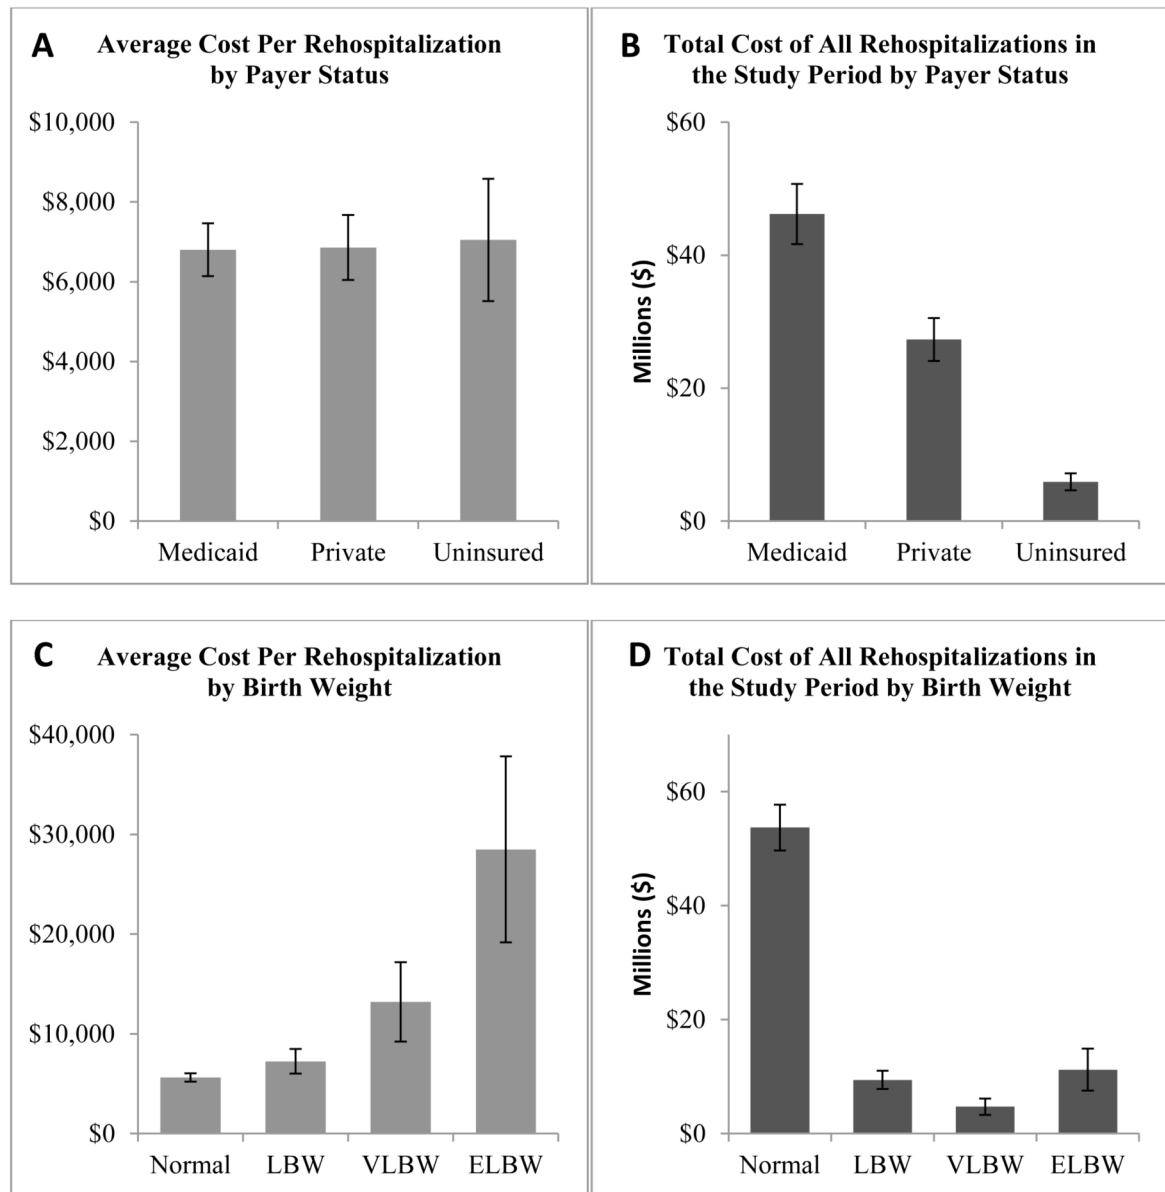 A
Average Cost Per Rehospitalization
by Payer Status
$10,000
$8,000
$6,000
$4,000
$2,000
$0
Medicaid Private Uninsured
B
Total Cost of All Rehospitalizations in
the Study Period by Payer Status
Millions ($)
$60
$40
$20
$0
Medicaid Private Uninsured
C
Average Cost Per Rehospitalization
by Birth Weight
$40,000
$30,000
$20,000
$10,000
$0
Normal LBW VLBW ELBW
D
Total Cost of All Rehospitalizations in
the Study Period by Birth Weight
Millions ($)
$60
$40
$20
$0
Normal LBW VLBW ELBW